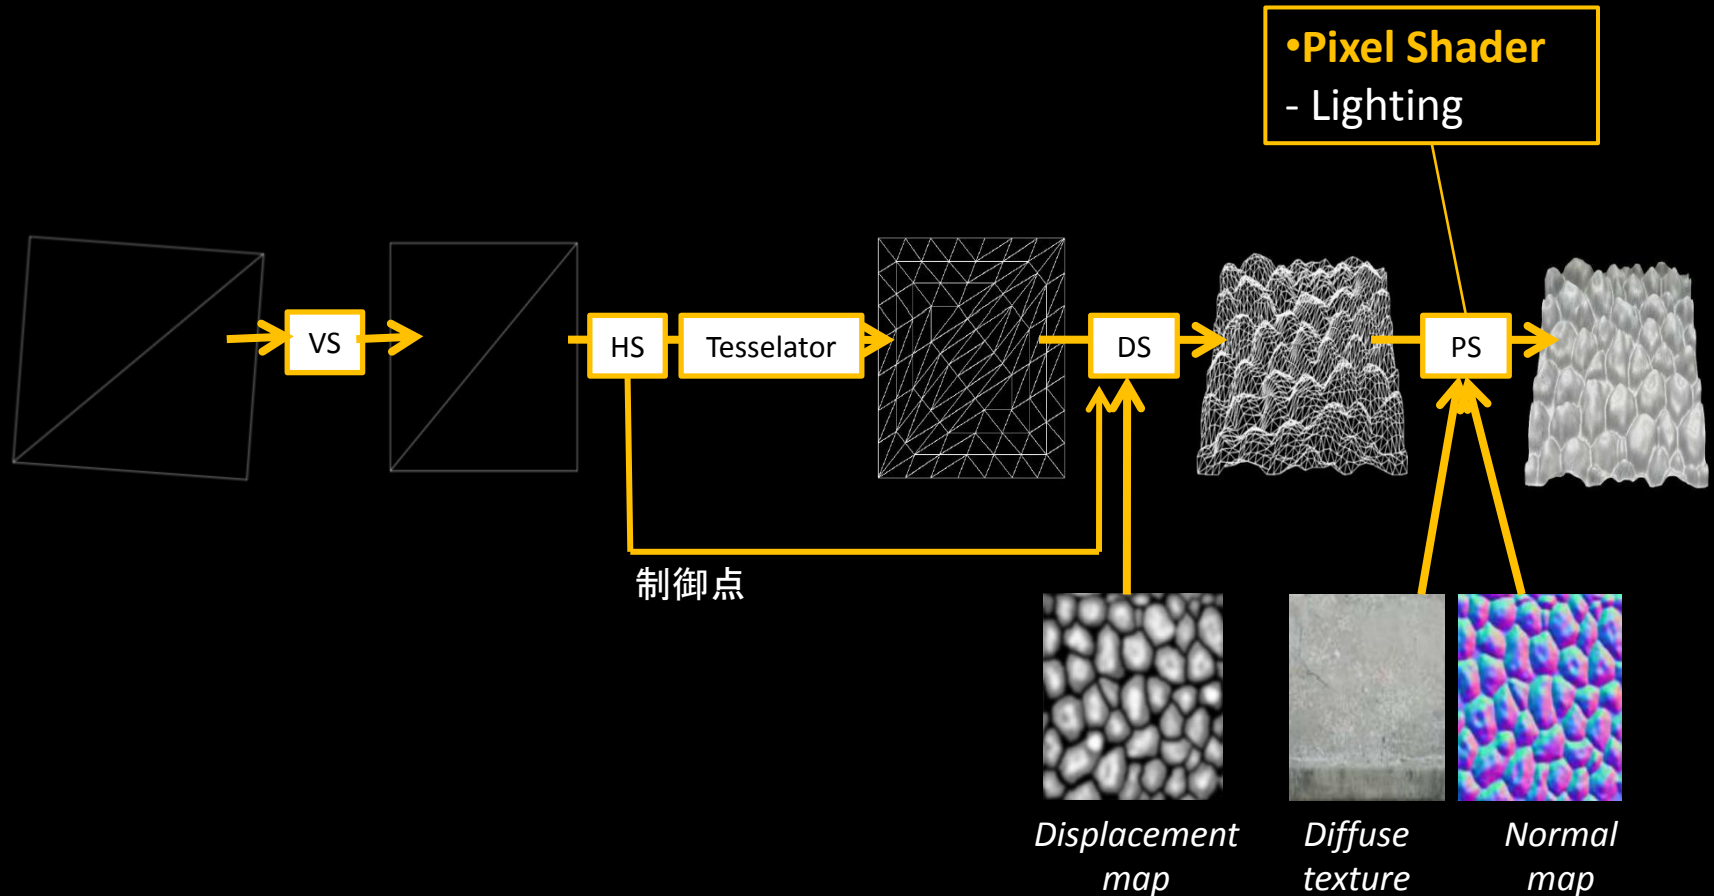 •Pixel Shader
- Lighting
VS
HS
Tesselator
DS
PS
制御点
Displacement
map
Diffuse
texture
Normal
map